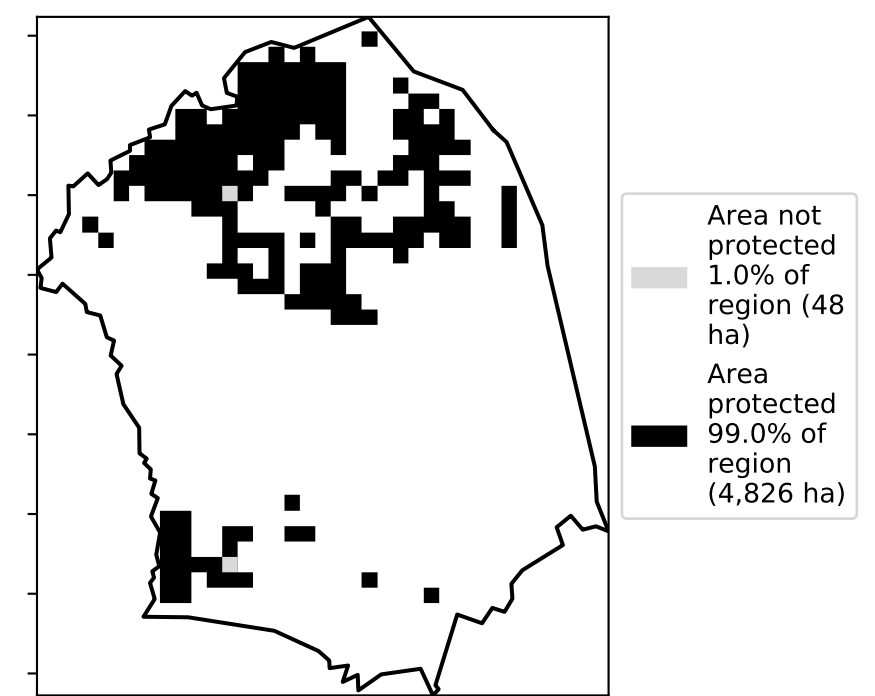 Area not
protected
1.0% of
region (48
ha)
Area
protected
99.0% of
region
(4,826 ha)